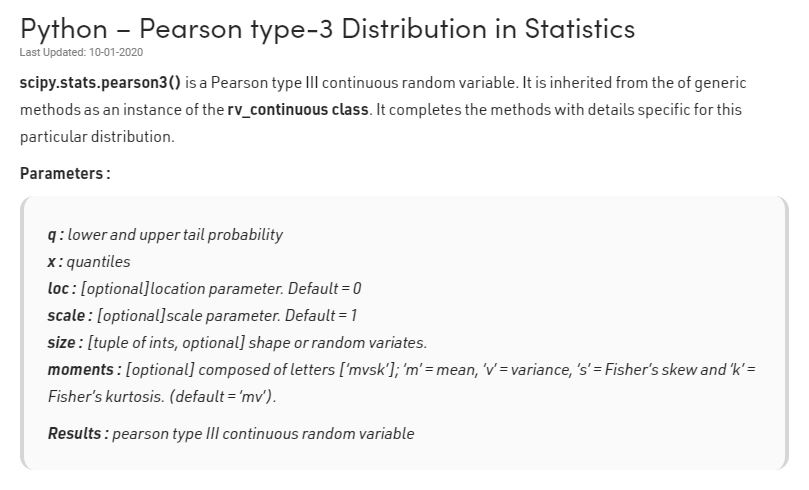 Python – Pearson type-3 Distribution in Statistics
Last Updated: 10-01-2020
scipy.stats.pearson3() is a Pearson type III continuous random variable. It is inherited from the of generic
methods as an instance of the rv_continuous class. It completes the methods with details specific for this
particular distribution.
Parameters :
q : lower and upper tail probability
x : quantiles
loc : [optional]location parameter. Default = 0
scale : [optional]scale parameter. Default = 1
size : [tuple of ints, optional] shape or random variates.
moments : [optional] composed of letters [‘mvsk’]; ‘m’ = mean, ‘v’ = variance, ‘s’ = Fisher’s skew and ‘k’ =
Fisher’s kurtosis. (default = ‘mv’).
Results : pearson type III continuous random variable